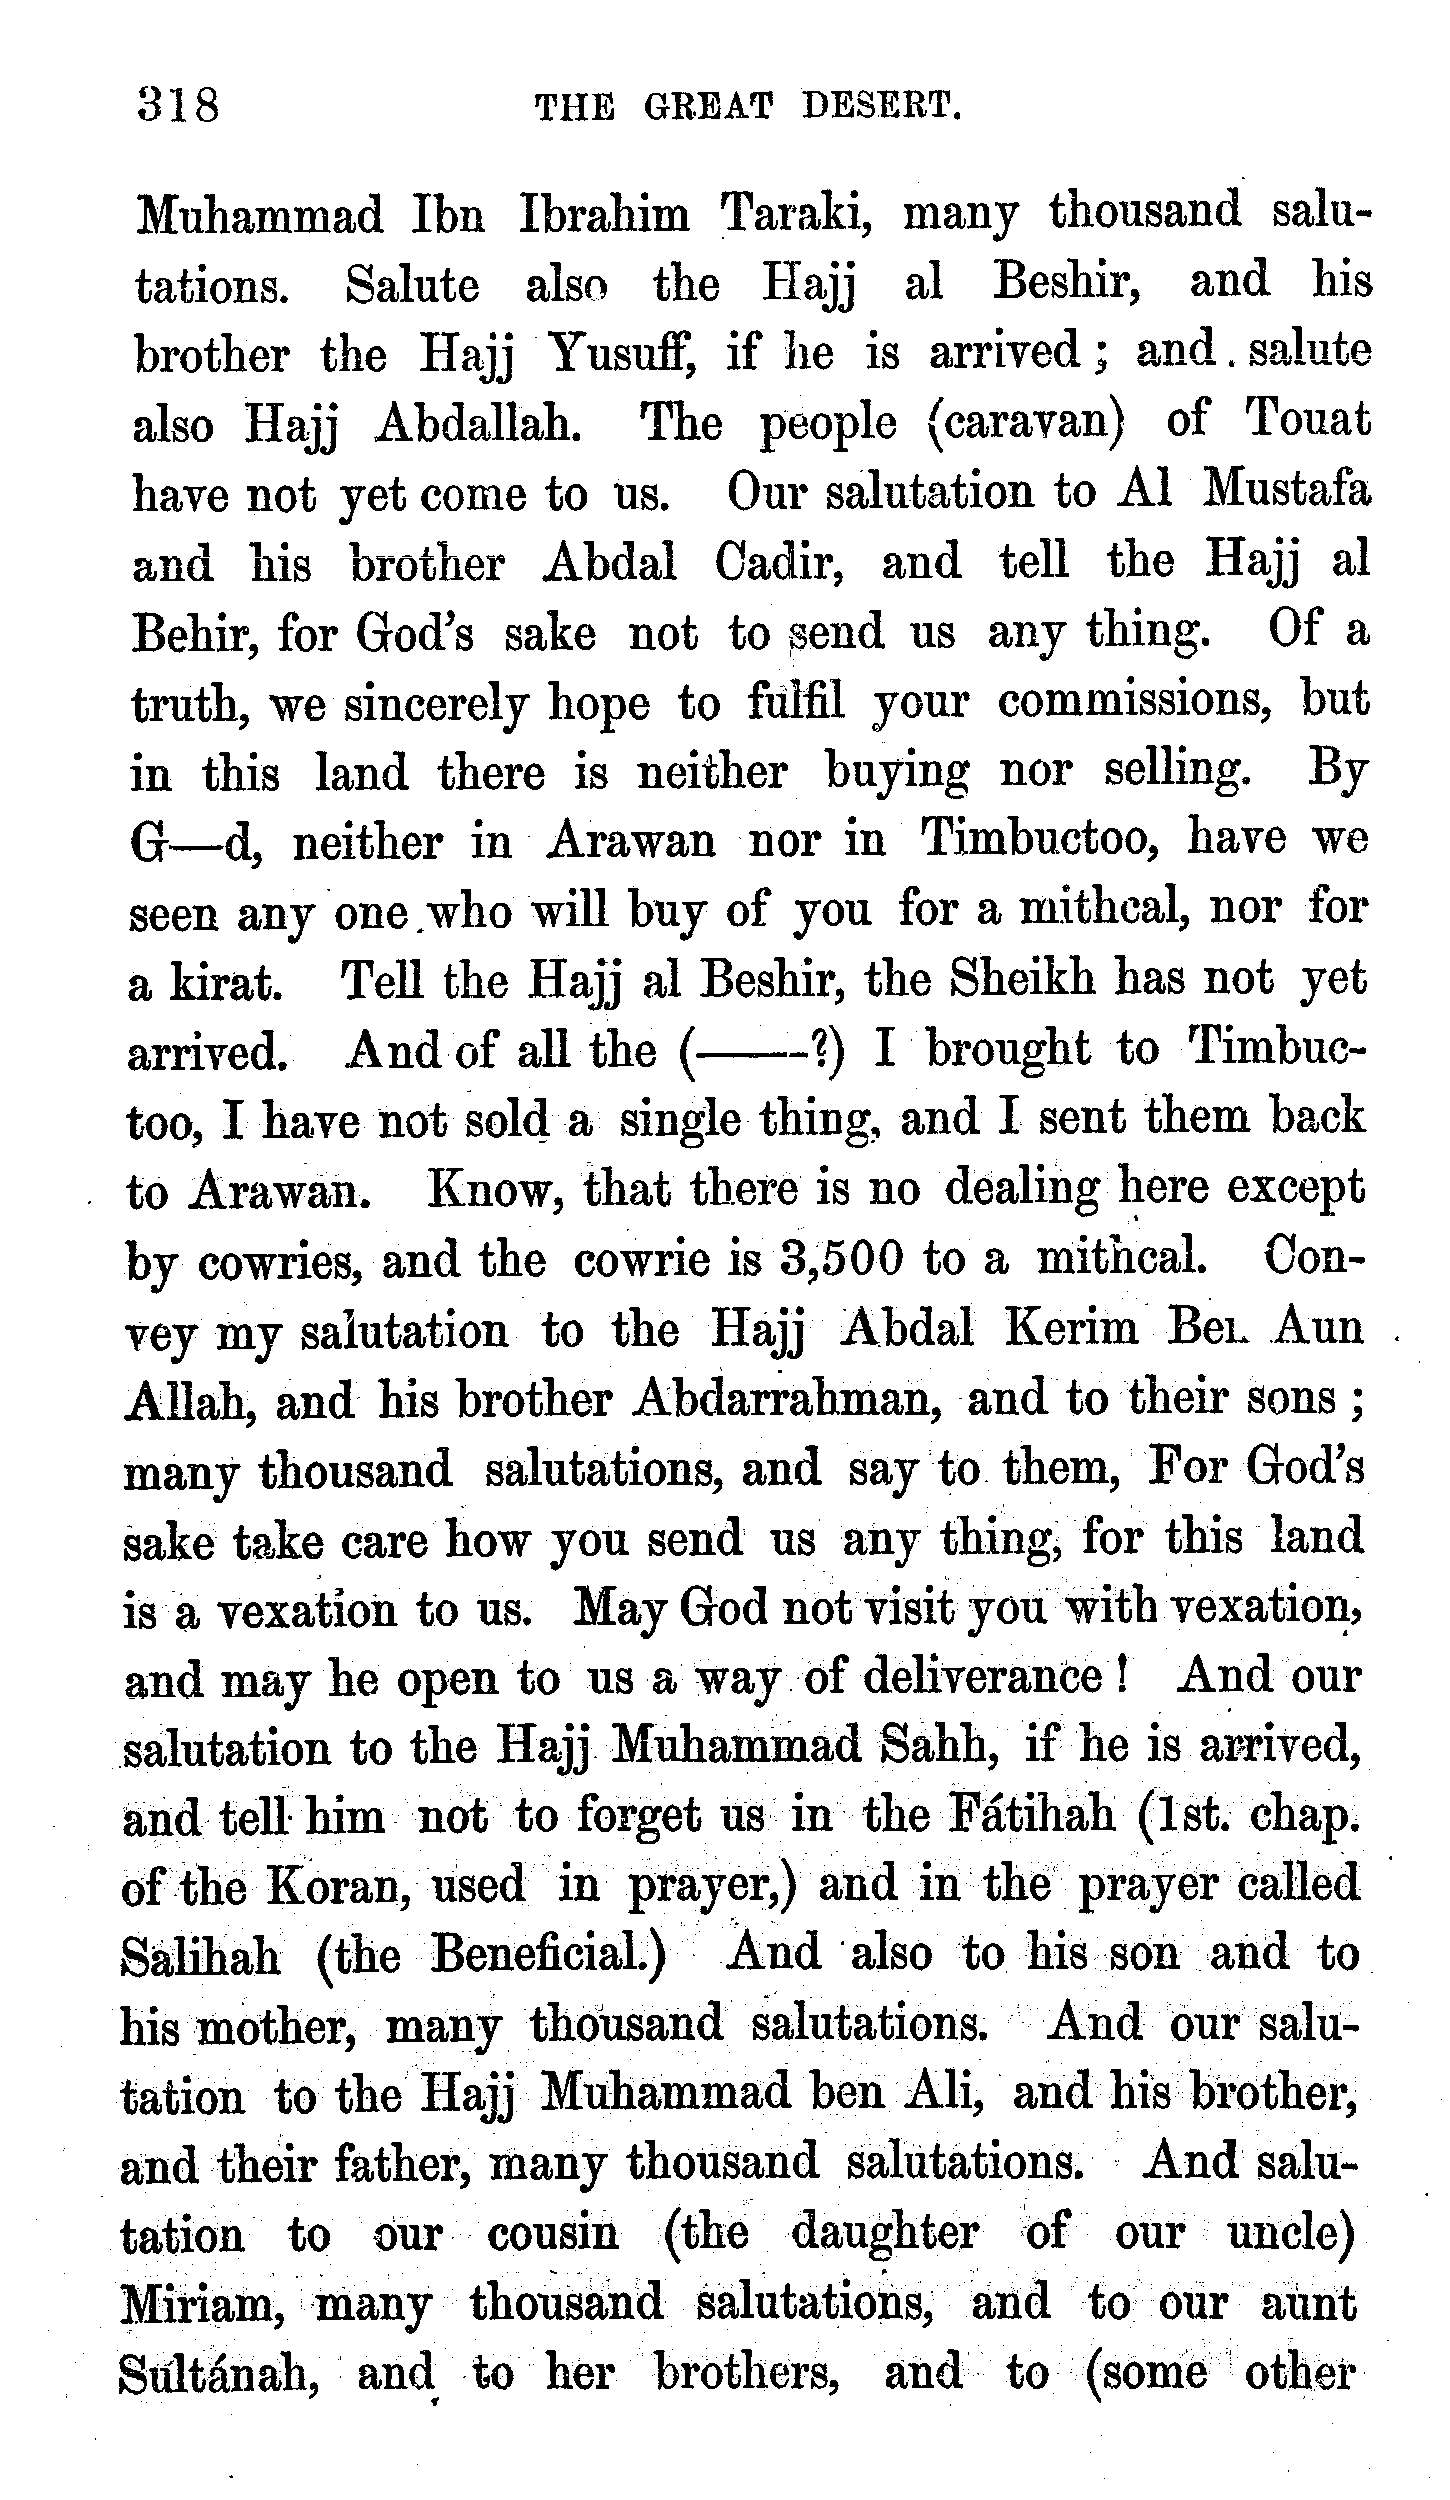 318 THE GREAT DESERT.
Muhammad Ibn Ibrahim Taraki, many thousand salu-
tations. Salute also the Hajj al Beshir, and his
brother the Hajj Yusuff, if he is arrived; and salute
also Hajj Abdallah. The people (caravan) of Touat
have not yet come to us. Our salutation to Al Mustafa
and his brother Abdal Cadir, and tell the Hajj al
Behir, for God's sake not to send us any thing. Of a
truth, we sincerely hope to fulfil your commissions, but
in this land there is neither buying nor selling. By
G—d, neither in Arawan nor in Timbuctoo, have we
seen any one who will buy of you for a mithcal, nor for
a kirat. Tell the Hajj al Beshir, the Sheikh has not yet
arrived. And of all the (——?) I brought to Timbuc-
too, I have not sold a single thing, and I sent them back
to Arawan. Know, that there is no dealing here except
by cowries, and the cowrie is 3,500 to a mithcal. Con-
vey my salutation to the Hajj Abdal Kerim Ben Aun
Allah, and his brother Abdarrahman, and to their sons;
many thousand salutations, and say to them, For God's
sake take care how you send us any thing, for this land
is a vexation to us. May God not visit you with vexation,
and may he open to us a way of deliverance! And our
salutation to the Hajj Muhammad Sahh, if he is arrived,
and tell him not to forget us in the Fátihah (1st. chap.
of the Koran, used in prayer,) and in the prayer called
Salihah (the Beneficial.) And also to his son and to
his mother, many thousand salutations. And our salu-
tation to the Hajj Muhammad ben Ali, and his brother,
and their father, many thousand salutations. And salu-
tation to our cousin (the daughter of our uncle)
Miriam, many thousand salutations, and to our aunt
Sultánah, and to her brothers, and to (some other